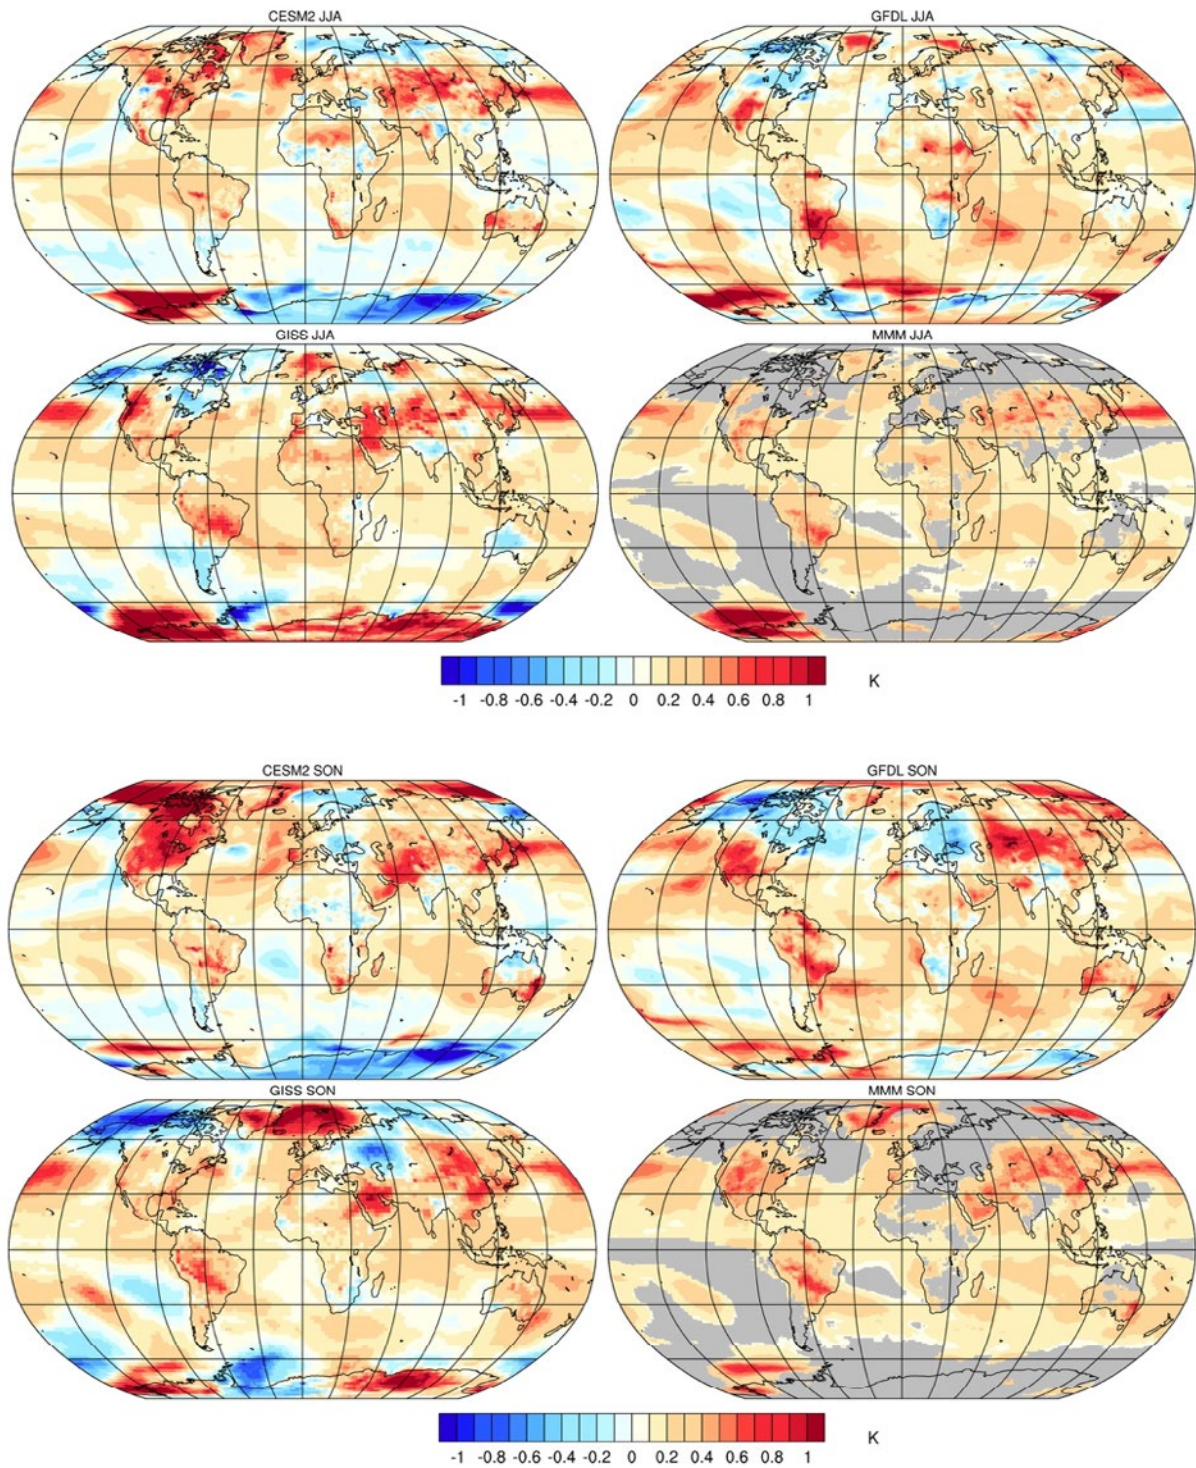 CESM2 JJA
GFDL JJA
GISS JJA
MMM JJA
-1 -0.8 -0.6 -0.4 -0.2 0 0.2 0.4 0.6 0.8 1 K
CESM2 SON
GFDL SON
GISS SON
MMM SON
-1 -0.8 -0.6 -0.4 -0.2 0 0.2 0.4 0.6 0.8 1 K